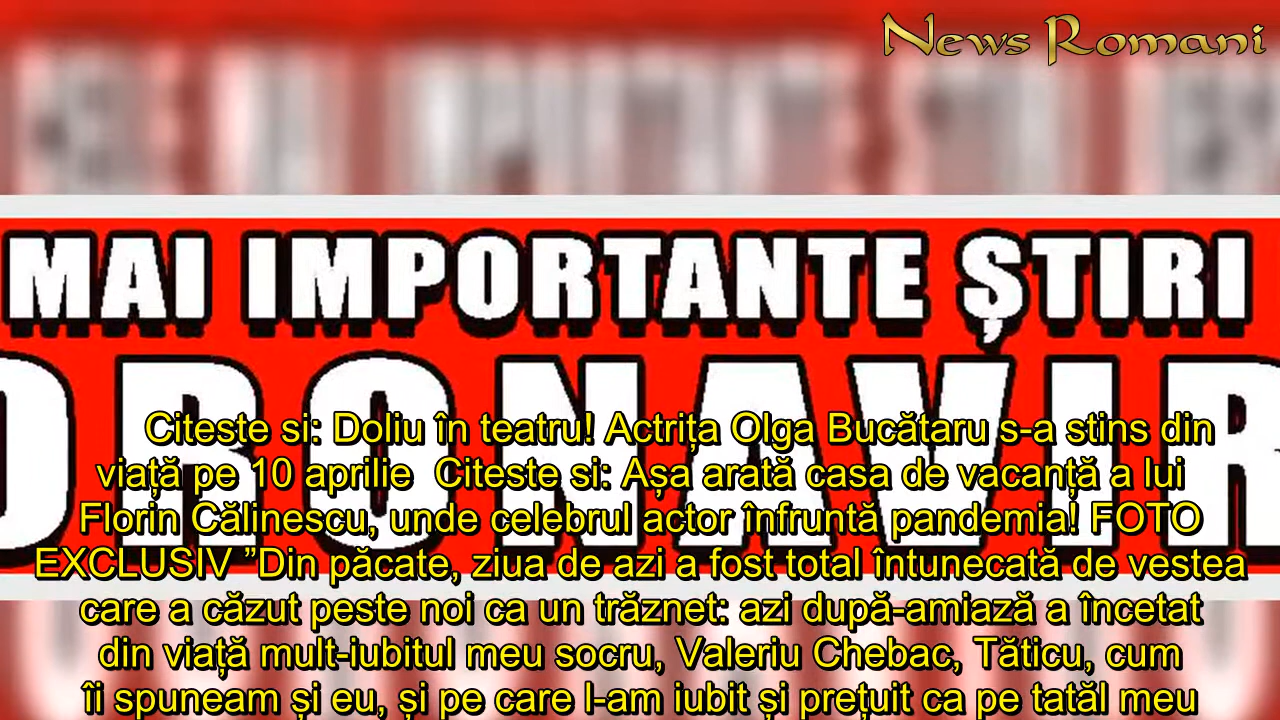 News Romani
MAI IMPORTANTE ȘTIRI
ORONAVIR
Citeste si: Doliu în teatru! Actrița Olga Bucătaru s-a stins din
viață pe 10 aprilie  Citeste si: Așa arată casa de vacanță a lui
Florin Călinescu, unde celebrul actor înfruntă pandemia! FOTO
EXCLUSIV ”Din păcate, ziua de azi a fost total întunecată de vestea
care a căzut peste noi ca un trăznet: azi după-amiază a încetat
din viață mult-iubitul meu socru, Valeriu Chebac, Tăticu, cum
îi spuneam și eu, și pe care l-am iubit și prețuit ca pe tatăl meu